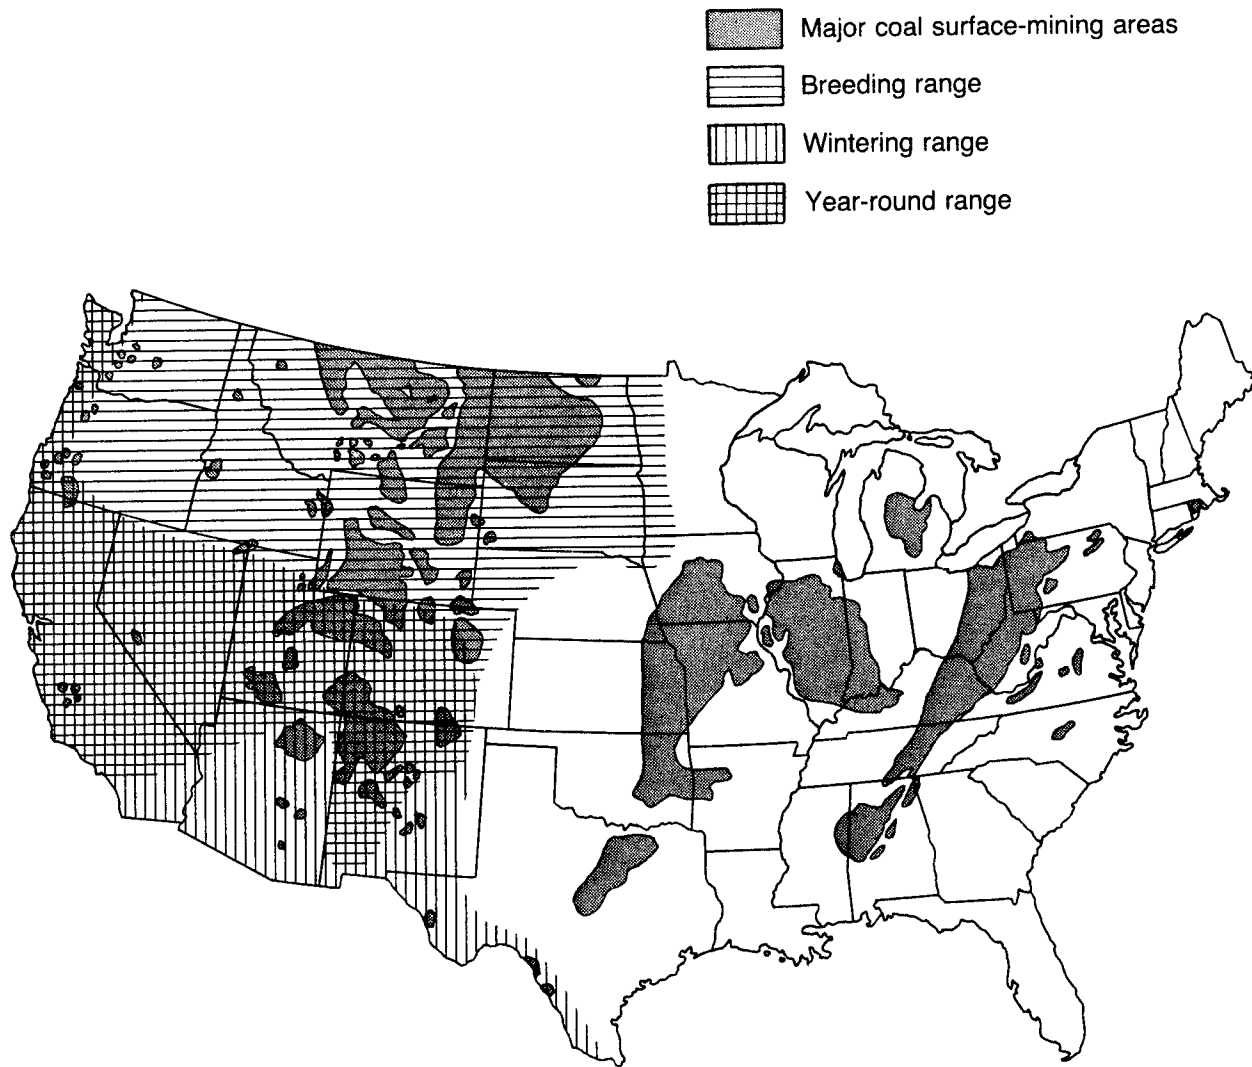 Major coal surface-mining areas
Breeding range
Wintering range
Year-round range